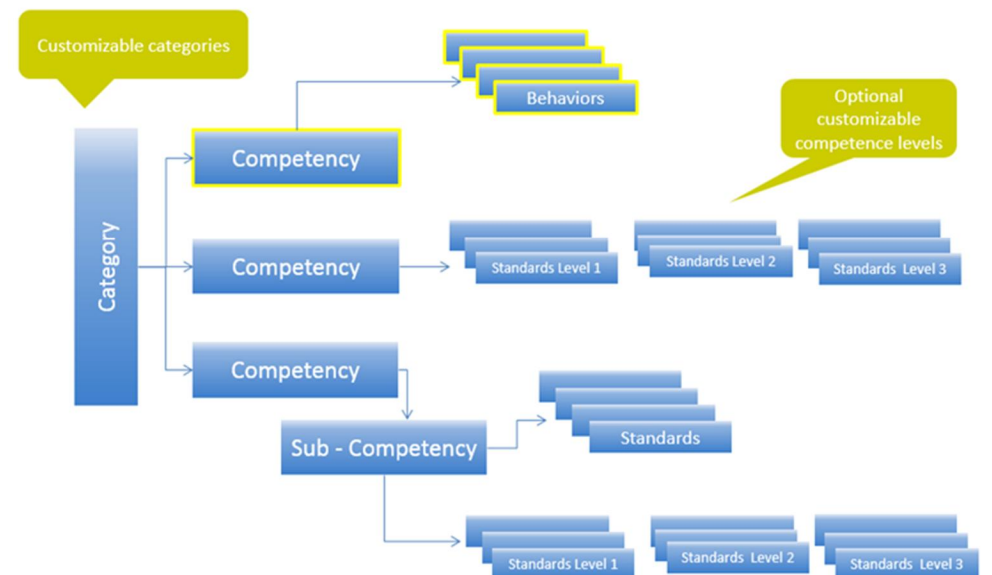 Customizable categories
Behaviors
Optional
customizable
competence levels
Category
Competency
Competency
Standards Level 1
Standards Level 2
Standards  Level 3
Competency
Sub - Competency
Standards
Standards Level 1
Standards  Level 2
Standards  Level 3